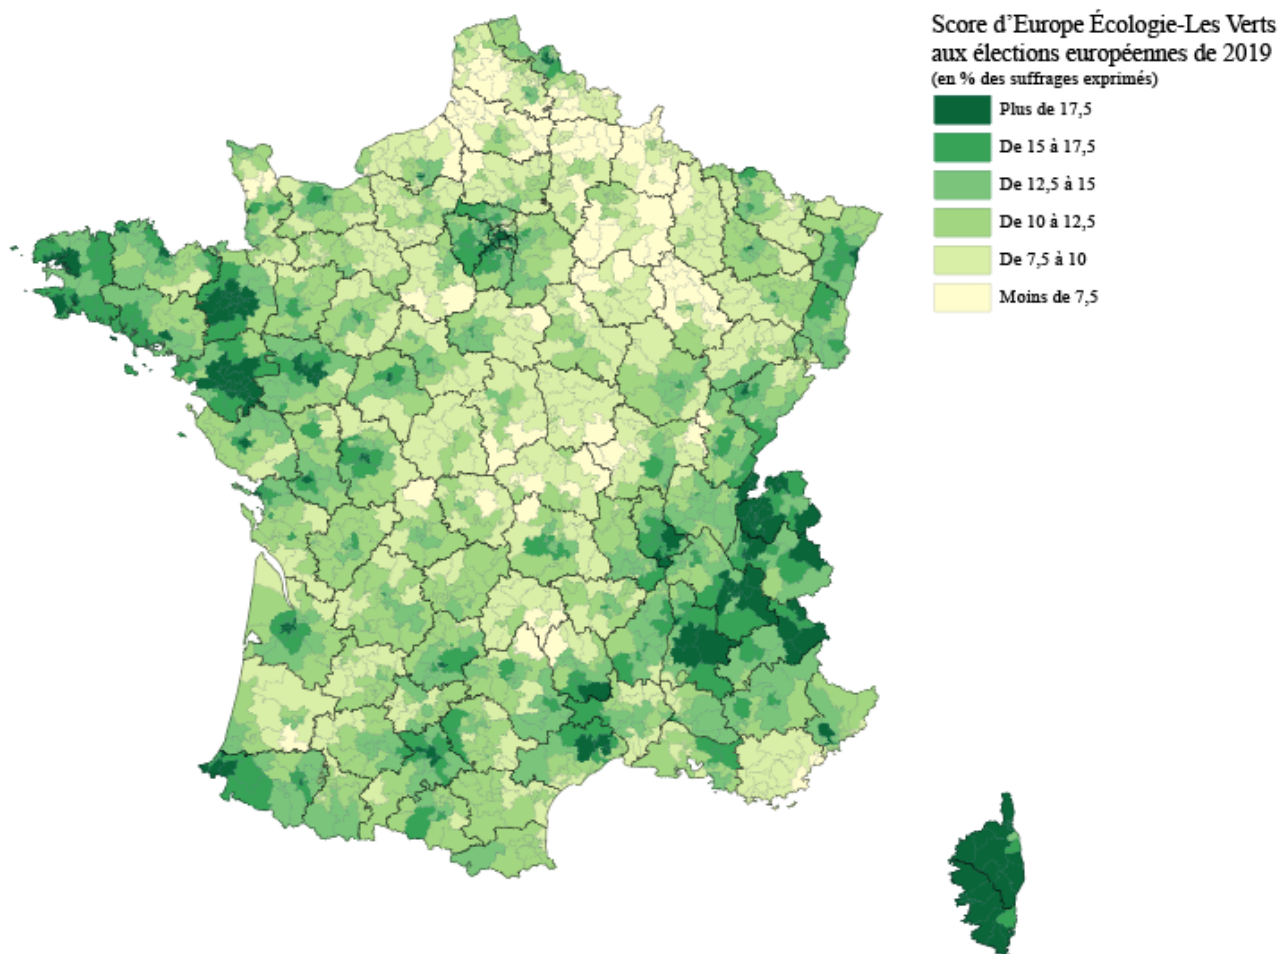 Score d’Europe Écologie-Les Verts
aux élections européennes de 2019
(en % des suffrages exprimés)
Plus de 17,5
De 15 à 17,5
De 12,5 à 15
De 10 à 12,5
De 7,5 à 10
Moins de 7,5